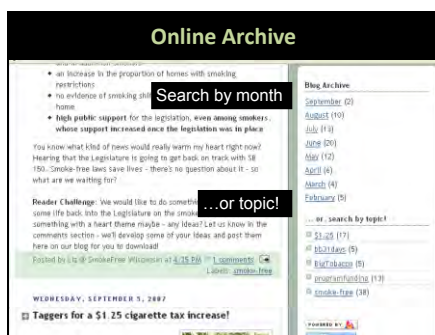 Online Archive
an increase in the proportion of homes with smoking
restrictions
no evidence of smoking
home
high public support for the legislation, even among smokers,
whose support increased once the legislation was in place
Search by month
You know what kind of news would really warm my heart right now?
Hearing that the Legislature is going to get back on track with SB
150. Smoke-free laws save lives - there's no question about it - so
what are we waiting for?
…or topic!
Reader Challenge: We would like to do
some life back into the Legislature on the
something with a heart theme maybe - any ideas? Let us know in the
comments section - we'll develop some of your ideas and post them
here on our blog for you to download!
Posted by Liz @ SmokeFree Wisconsin at 4:15 PM 1 comments
Labels: smoke-free
WEDNESDAY, SEPTEMBER 5, 2007
Taggers for a $1.25 cigarette tax increase!
Blog Archive
September (2)
August (10)
July (13)
June (20)
May (12)
April (6)
March (4)
February (5)
... or, search by topic!
$1.25 (17)
bb31days (5)
BigTobacco (5)
programfunding (13)
smoke-free (38)
POWERED BY